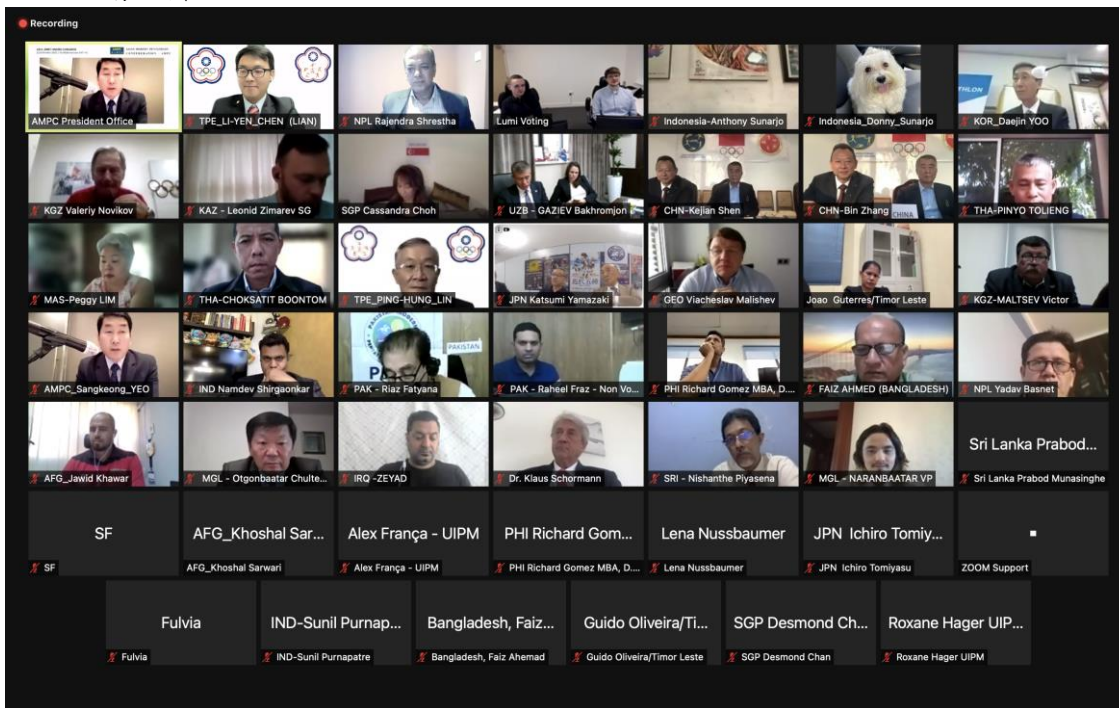 Recording
AMPC President Office
TPE_LI-YEN_CHEN (LIAN)
NPL Rajendra Shrestha
Lumi Voting
Indonesia-Anthony Sunarjo
Indonesia_Donny_Sunarjo
THLON
KOR_Daejin YOO
KGZ Valeriy Novikov
KAZ - Leonid Zimarev SG
SGP Cassandra Choh
UZB - GAZIEV Bakhromjon
CHN-Kejian Shen
CHINA
CHN-Bin Zhang
THA-PINYO TOLIENG
MAS-Peggy LIM
THA-CHOKSATIT BOONTOM
TPE_PING-HUNG_LIN
JPN Katsumi Yamazaki
GEO Viacheslav Malishev
Joao Guterres/Timor Leste
KGZ-MALTSEV Victor
AMPC_Sangkeong_YEO
IND Namdev Shirgaonkar
PAKISTAN
PAK - Riaz Fatyana
PAK - Raheel Fraz - Non Vo...
PHI Richard Gomez MBA, D....
FAIZ AHMED (BANGLADESH)
NPL Yadav Basnet
AFG_Jawid Khawar
MGL - Otgonbaatar Chulte...
IRQ -ZEYAD
Dr. Klaus Schormann
SRI - Nishanthe Piyasena
MGL - NARANBAATAR VP
Sri Lanka Prabod...
Sri Lanka Prabod Munasinghe
SF
SF
AFG_Khoshal Sar...
AFG_Khoshal Sarwari
Alex França - UIPM
Alex França - UIPM
PHI Richard Gom...
PHI Richard Gomez MBA, D....
Lena Nussbaumer
Lena Nussbaumer
JPN Ichiro Tomiy...
JPN Ichiro Tomiyasu
ZOOM Support
Fulvia
Fulvia
IND-Sunil Purnap...
IND-Sunil Purnapatre
Bangladesh, Faiz...
Bangladesh, Faiz Ahemad
Guido Oliveira/Ti...
Guido Oliveira/Timor Leste
SGP Desmond Ch...
SGP Desmond Chan
Roxane Hager UIP...
Roxane Hager UIPM